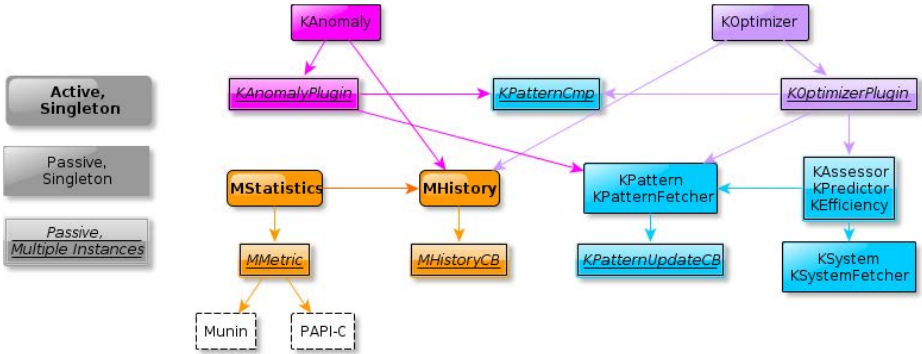 KAnomaly
KOptimizer
Active,
Singleton
KAnomalyPlugin
KPatternCmp
KOptimizerPlugin
Passive,
Singleton
MStatistics
MHistory
KPattern
KPatternFetcher
KAssessor
KPredictor
KEfficiency
Passive,
Multiple Instances
MMetric
MHistoryCB
KPatternUpdateCB
KSystem
KSystemFetcher
Munin
PAPI-C